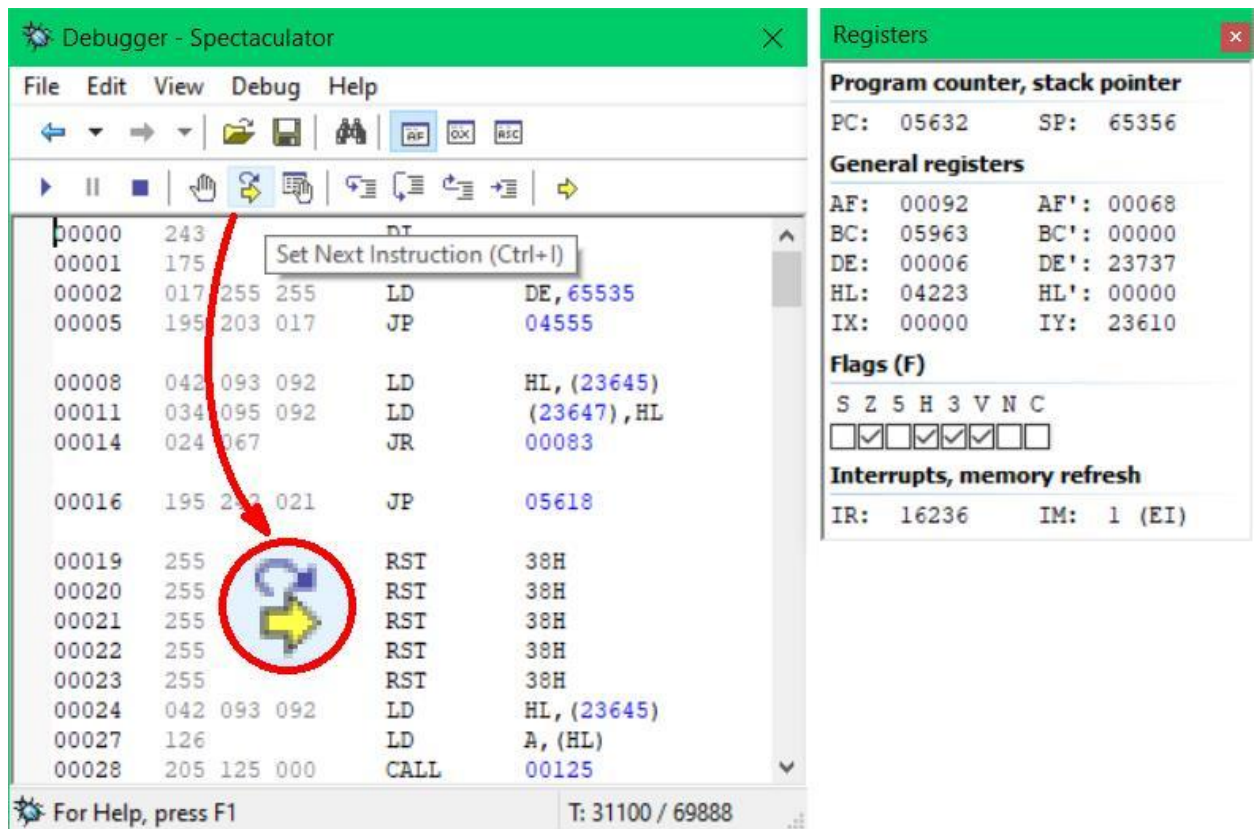 Debugger - Spectaculator
File Edit View Debug Help
AF 0X ASC
Set Next Instruction (Ctrl+I)
00000 243 DI
00001 175
00002 017 255 255 LD DE,65535
00005 195 203 017 JP 04555
00008 042 093 092 LD HL,(23645)
00011 034 095 092 LD (23647),HL
00014 024 067 JR 00083
00016 195 242 021 JP 05618
00019 255 RST 38H
00020 255 RST 38H
00021 255 RST 38H
00022 255 RST 38H
00023 255 RST 38H
00024 042 093 092 LD HL,(23645)
00027 126 LD A,(HL)
00028 205 125 000 CALL 00125
For Help, press F1 T: 31100 / 69888
Registers
Program counter, stack pointer
PC: 05632 SP: 65356
General registers
AF: 00092 AF': 00068
BC: 05963 BC': 00000
DE: 00006 DE': 23737
HL: 04223 HL': 00000
IX: 00000 IY: 23610
Flags (F)
S Z 5 H 3 V N C
Interrupts, memory refresh
IR: 16236 IM: 1 (EI)